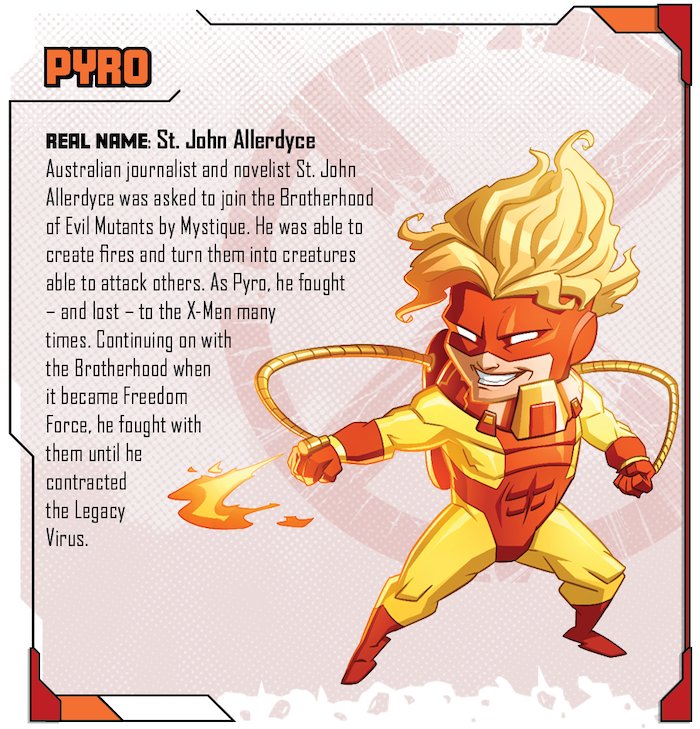 PYRO
REAL NAME: St. John Allerdyce
Australian journalist and novelist St. John
Allerdyce was asked to join the Brotherhood
of Evil Mutants by Mystique. He was able to
create fires and turn them into creatures
able to attack others. As Pyro, he fought
– and lost – to the X-Men many
times. Continuing on with
the Brotherhood when
it became Freedom
Force, he fought with
them until he
contracted
the Legacy
Virus.